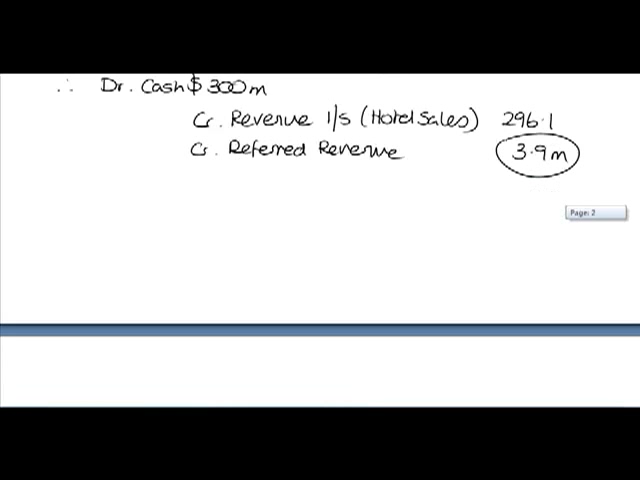 ∴ Dr. Cash $ 300m
Cr. Revenue I/S (Hotel Sales) 296.1
Cr. Referred Revenue 3.9m
Page: 2